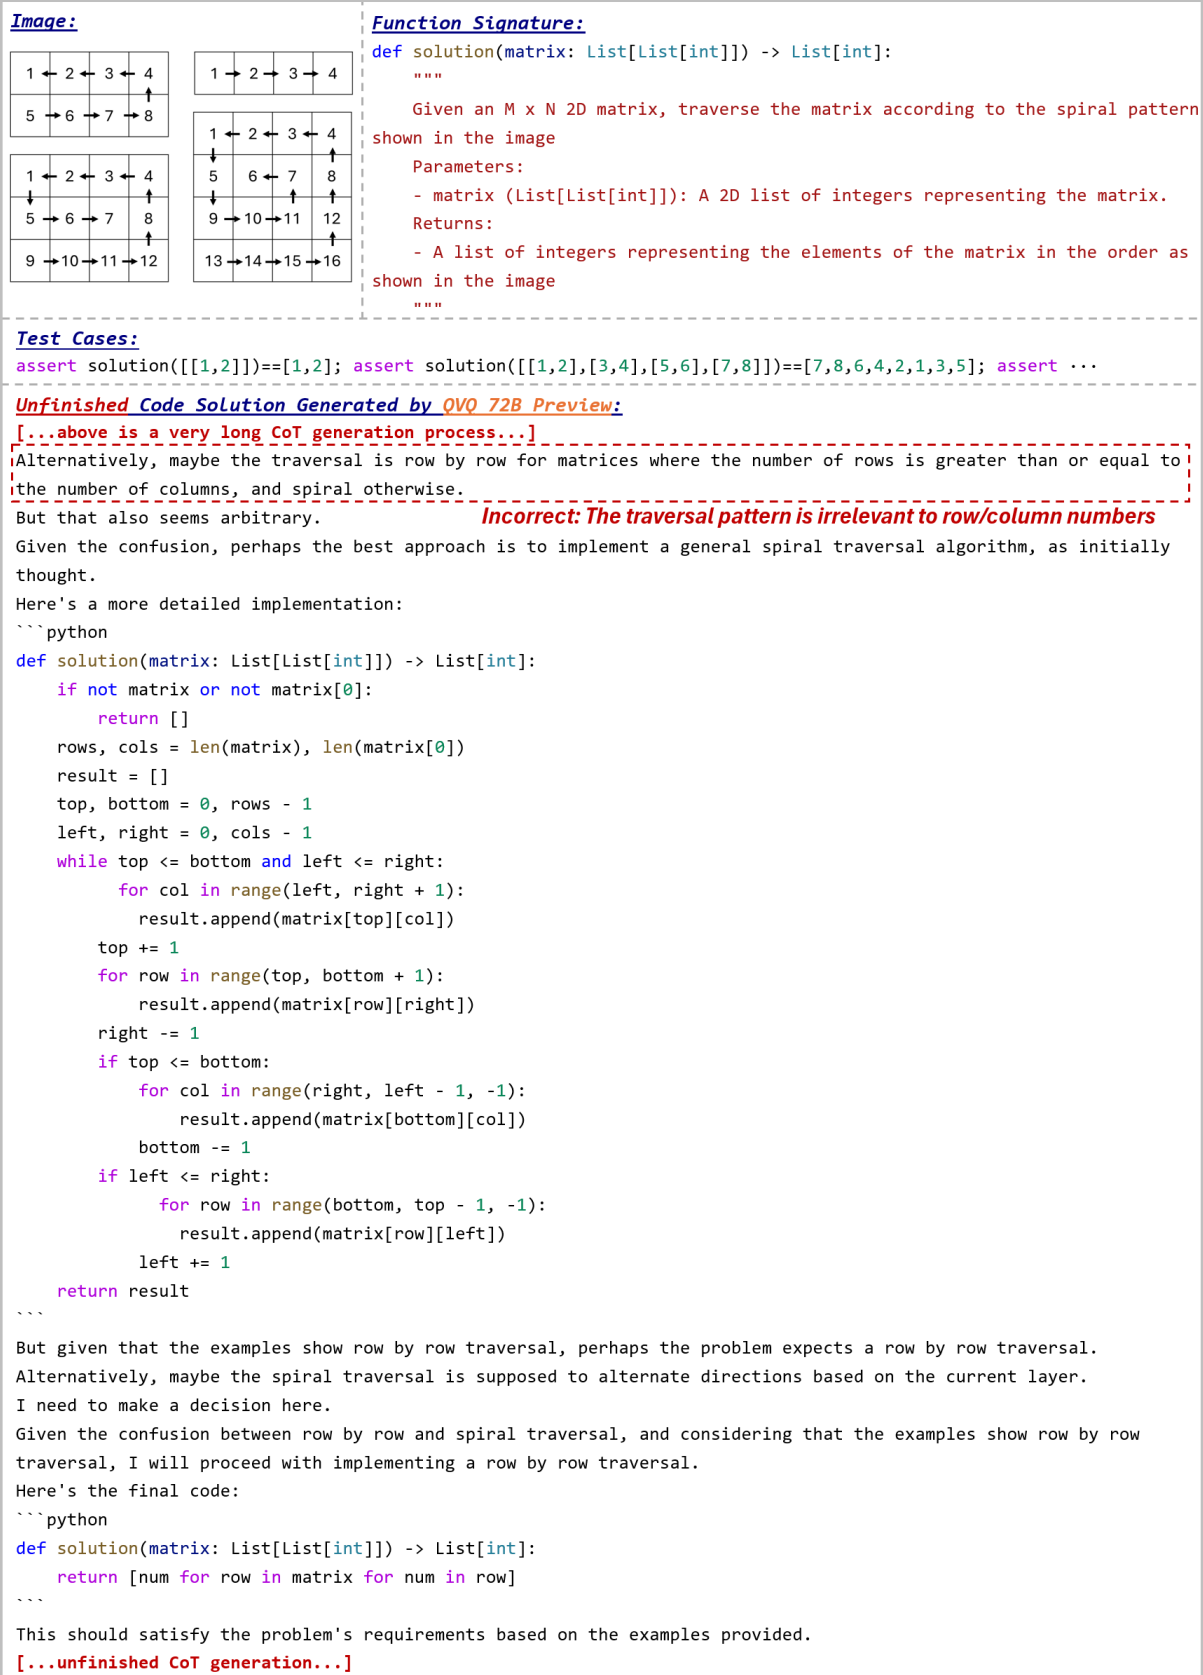 Image:
1 ← 2 ← 3 ← 4
↑
5 → 6 → 7 → 8
1 → 2 → 3 → 4
1 ← 2 ← 3 ← 4
↓ ↑
5 → 6 → 7 8
↑
9 → 10 → 11 → 12
1 ← 2 ← 3 ← 4
↓ ↑
5 6 ← 7 8
↓ ↑ ↑
9 → 10 → 11 12
↑
13 → 14 → 15 → 16
Function Signature:
def solution(matrix: List[List[int]]) -> List[int]:
    """
    Given an M x N 2D matrix, traverse the matrix according to the spiral pattern
shown in the image
    Parameters:
    - matrix (List[List[int]]): A 2D list of integers representing the matrix.
    Returns:
    - A list of integers representing the elements of the matrix in the order as
shown in the image
    """
Test Cases:
assert solution([[1,2]])==[1,2]; assert solution([[1,2],[3,4],[5,6],[7,8]])==[7,8,6,4,2,1,3,5]; assert ···
Unfinished Code Solution Generated by QVQ 72B Preview:
[...above is a very long CoT generation process...]
Alternatively, maybe the traversal is row by row for matrices where the number of rows is greater than or equal to
the number of columns, and spiral otherwise.
But that also seems arbitrary.
Incorrect: The traversal pattern is irrelevant to row/column numbers
Given the confusion, perhaps the best approach is to implement a general spiral traversal algorithm, as initially
thought.
Here's a more detailed implementation:
```python
def solution(matrix: List[List[int]]) -> List[int]:
    if not matrix or not matrix[0]:
        return []
    rows, cols = len(matrix), len(matrix[0])
    result = []
    top, bottom = 0, rows - 1
    left, right = 0, cols - 1
    while top <= bottom and left <= right:
          for col in range(left, right + 1):
            result.append(matrix[top][col])
        top += 1
        for row in range(top, bottom + 1):
            result.append(matrix[row][right])
        right -= 1
        if top <= bottom:
            for col in range(right, left - 1, -1):
                result.append(matrix[bottom][col])
            bottom -= 1
        if left <= right:
              for row in range(bottom, top - 1, -1):
                result.append(matrix[row][left])
            left += 1
    return result
```
But given that the examples show row by row traversal, perhaps the problem expects a row by row traversal.
Alternatively, maybe the spiral traversal is supposed to alternate directions based on the current layer.
I need to make a decision here.
Given the confusion between row by row and spiral traversal, and considering that the examples show row by row
traversal, I will proceed with implementing a row by row traversal.
Here's the final code:
```python
def solution(matrix: List[List[int]]) -> List[int]:
    return [num for row in matrix for num in row]
```
This should satisfy the problem's requirements based on the examples provided.
[...unfinished CoT generation...]